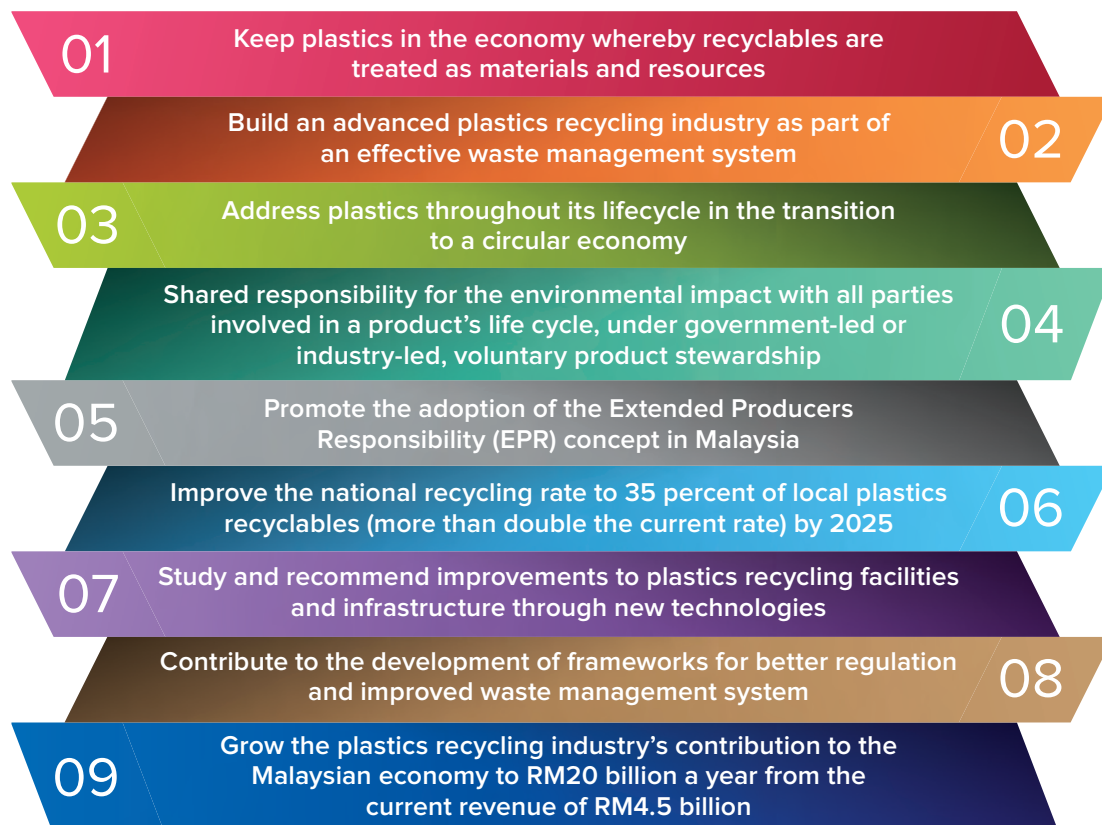 01
Keep plastics in the economy whereby recyclables are
treated as materials and resources
Build an advanced plastics recycling industry as part of
an effective waste management system
02
03
Address plastics throughout its lifecycle in the transition
to a circular economy
Shared responsibility for the environmental impact with all parties
involved in a product’s life cycle, under government-led or
industry-led, voluntary product stewardship
04
05
Promote the adoption of the Extended Producers
Responsibility (EPR) concept in Malaysia
Improve the national recycling rate to 35 percent of local plastics
recyclables (more than double the current rate) by 2025
06
07
Study and recommend improvements to plastics recycling facilities
and infrastructure through new technologies
Contribute to the development of frameworks for better regulation
and improved waste management system
08
09
Grow the plastics recycling industry’s contribution to the
Malaysian economy to RM20 billion a year from the
current revenue of RM4.5 billion